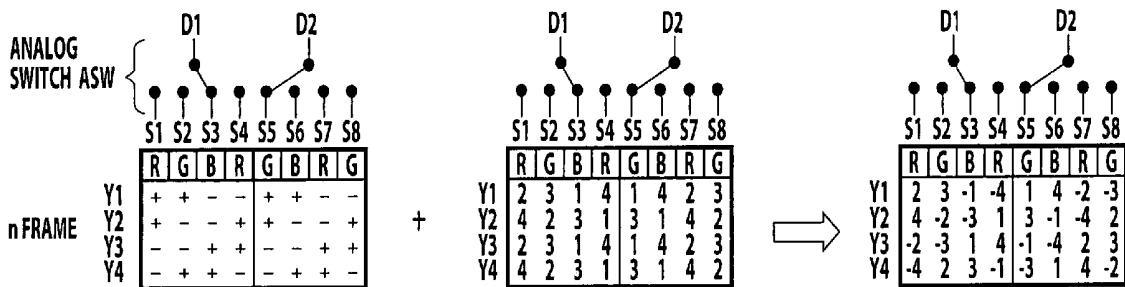 ANALOG
SWITCH ASW
D1 D2
S1 S2 S3 S4 S5 S6 S7 S8
R G B R G B R G
n FRAME
Y1 + + − − + + − −
Y2 + − − + + − − +
Y3 − − + + − − + +
Y4 − + + − − + + −
+
D1 D2
S1 S2 S3 S4 S5 S6 S7 S8
R G B R G B R G
Y1 2 3 1 4 1 4 2 3
Y2 4 2 3 1 3 1 4 2
Y3 2 3 1 4 1 4 2 3
Y4 4 2 3 1 3 1 4 2
D1 D2
S1 S2 S3 S4 S5 S6 S7 S8
R G B R G B R G
Y1 2 3 -1 -4 1 4 -2 -3
Y2 4 -2 -3 1 3 -1 -4 2
Y3 -2 -3 1 4 -1 -4 2 3
Y4 -4 2 3 -1 -3 1 4 -2